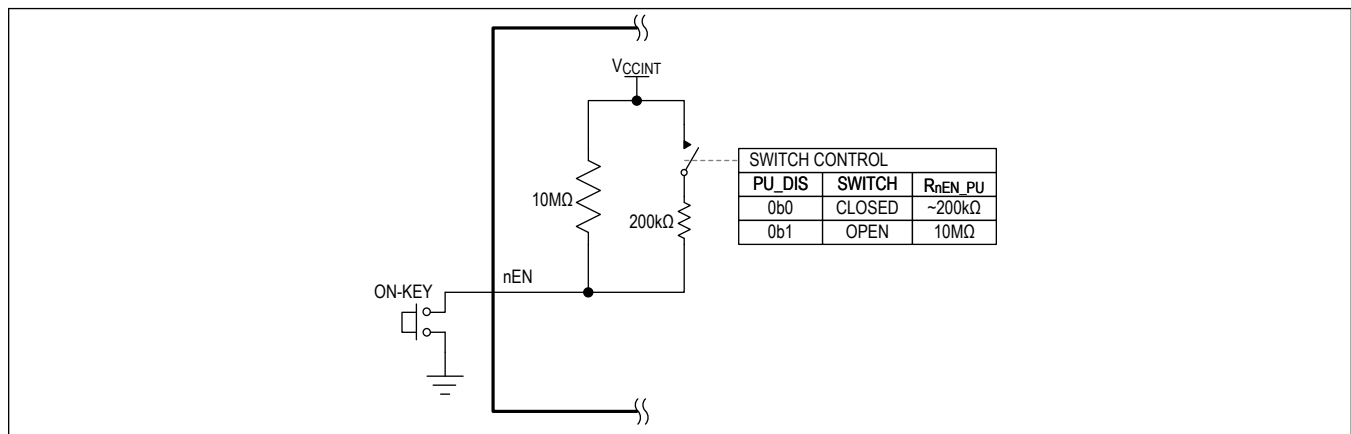 VCCINT
SWITCH CONTROL
PU_DIS SWITCH RnEN_PU
0b0 CLOSED ~200kΩ
0b1 OPEN 10MΩ
10MΩ
200kΩ
nEN
ON-KEY